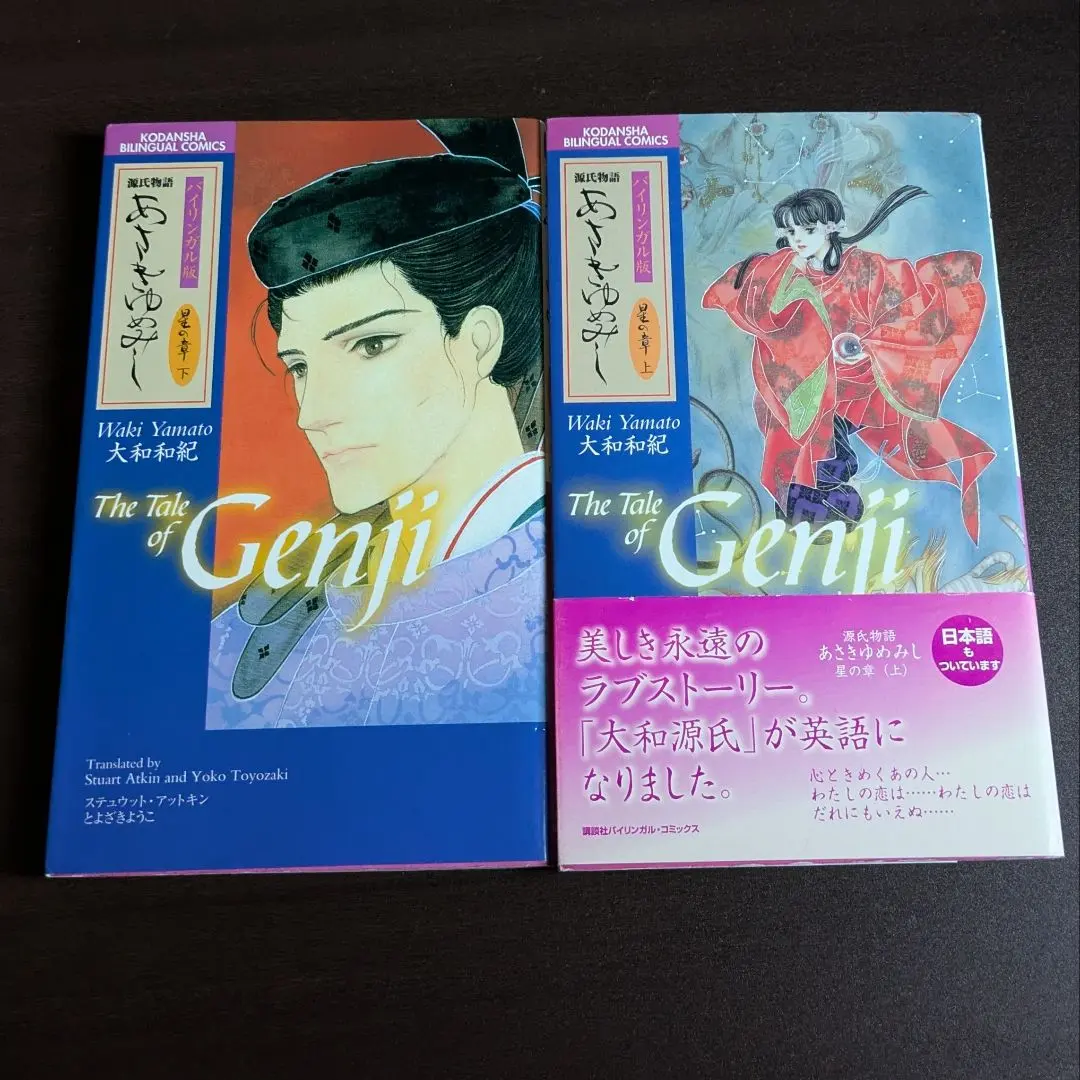 KODANSHA
BILINGUAL COMICS
バイリンガル版
源氏物語
あさきゆめみし
星の章 下
Waki Yamato
大和和紀
The Tale
of Genji
Translated by
Stuart Atkin and Yoko Toyozaki
ステュウット・アットキン
とよざきようこ
KODANSHA
BILINGUAL COMICS
バイリンガル版
源氏物語
あさきゆめみし
星の章 上
Waki Yamato
大和和紀
The Tale
of Genji
美しき永遠の
ラブストーリー。
「大和源氏」が英語に
なりました。
源氏物語
あさきゆめみし
星の章（上）
日本語
も
ついています
心ときめくあの人…
わたしの恋は……わたしの恋は
だれにもいえぬ……
講談社バイリンガル・コミックス